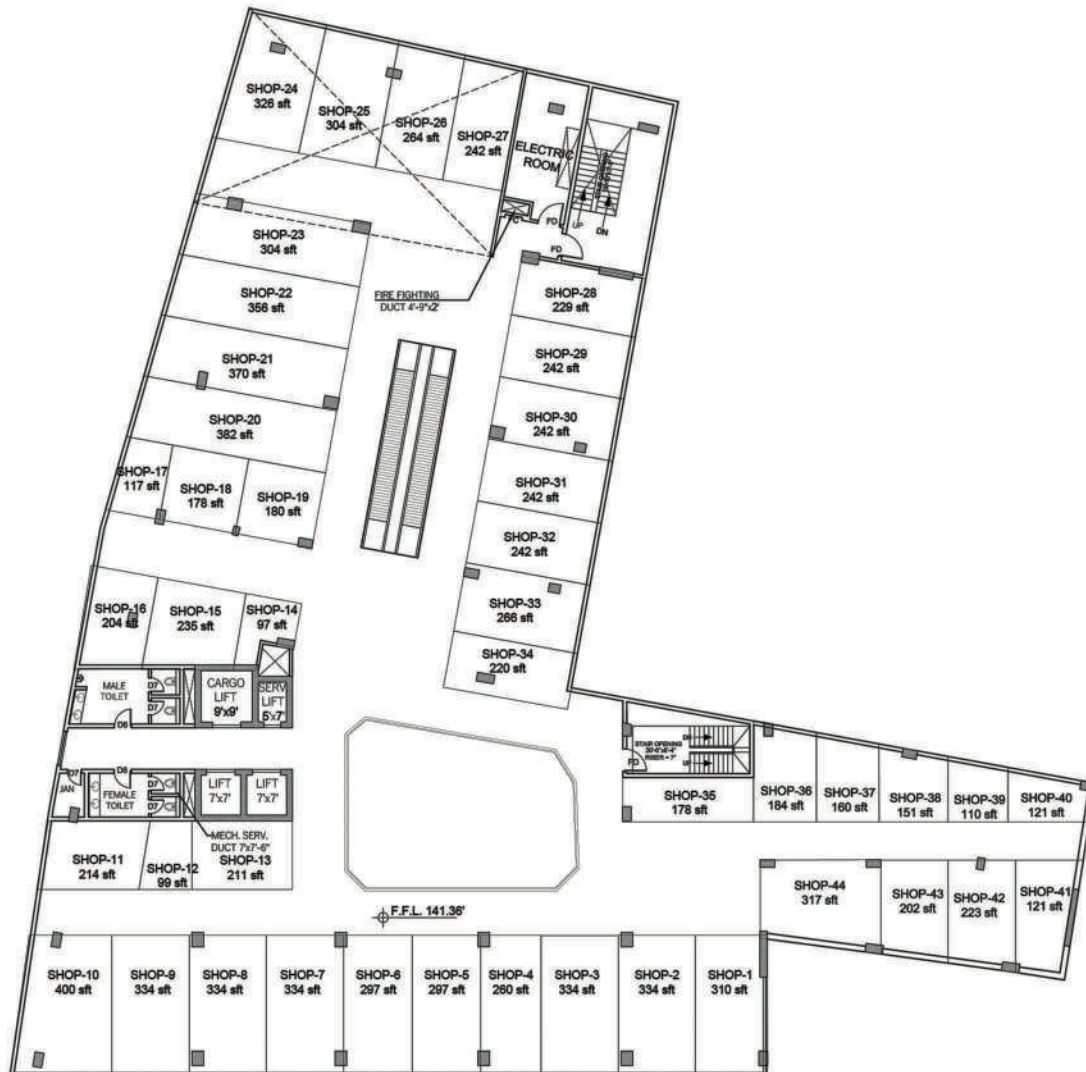 SHOP-24
326 sft
SHOP-25
304 sft
SHOP-26
264 sft
SHOP-27
242 sft
ELECTRIC
ROOM
UP
DN
FD
FD
SHOP-23
304 sft
SHOP-22
356 sft
FIRE FIGHTING
DUCT 4'-9"x2'
SHOP-28
229 sft
SHOP-21
370 sft
SHOP-29
242 sft
SHOP-20
382 sft
SHOP-30
242 sft
SHOP-17
117 sft
SHOP-18
178 sft
SHOP-19
180 sft
SHOP-31
242 sft
SHOP-32
242 sft
SHOP-16
204 sft
SHOP-15
235 sft
SHOP-14
97 sft
SHOP-33
266 sft
SHOP-34
220 sft
MALE
TOILET
D7
D7
D6
CARGO
LIFT
9'x9'
SERV
LIFT
5'x7'
STAIR OPENING
DN
UP
FD
D7
JAN
D6
FEMALE
TOILET
D7
D7
LIFT
7'x7'
LIFT
7'x7'
MECH. SERV.
DUCT 7'x7'-6"
SHOP-35
178 sft
SHOP-36
184 sft
SHOP-37
160 sft
SHOP-38
151 sft
SHOP-39
110 sft
SHOP-40
121 sft
SHOP-11
214 sft
SHOP-12
99 sft
SHOP-13
211 sft
SHOP-44
317 sft
SHOP-43
202 sft
SHOP-42
223 sft
SHOP-41
121 sft
F.F.L. 141.36'
SHOP-10
400 sft
SHOP-9
334 sft
SHOP-8
334 sft
SHOP-7
334 sft
SHOP-6
297 sft
SHOP-5
297 sft
SHOP-4
260 sft
SHOP-3
334 sft
SHOP-2
334 sft
SHOP-1
310 sft